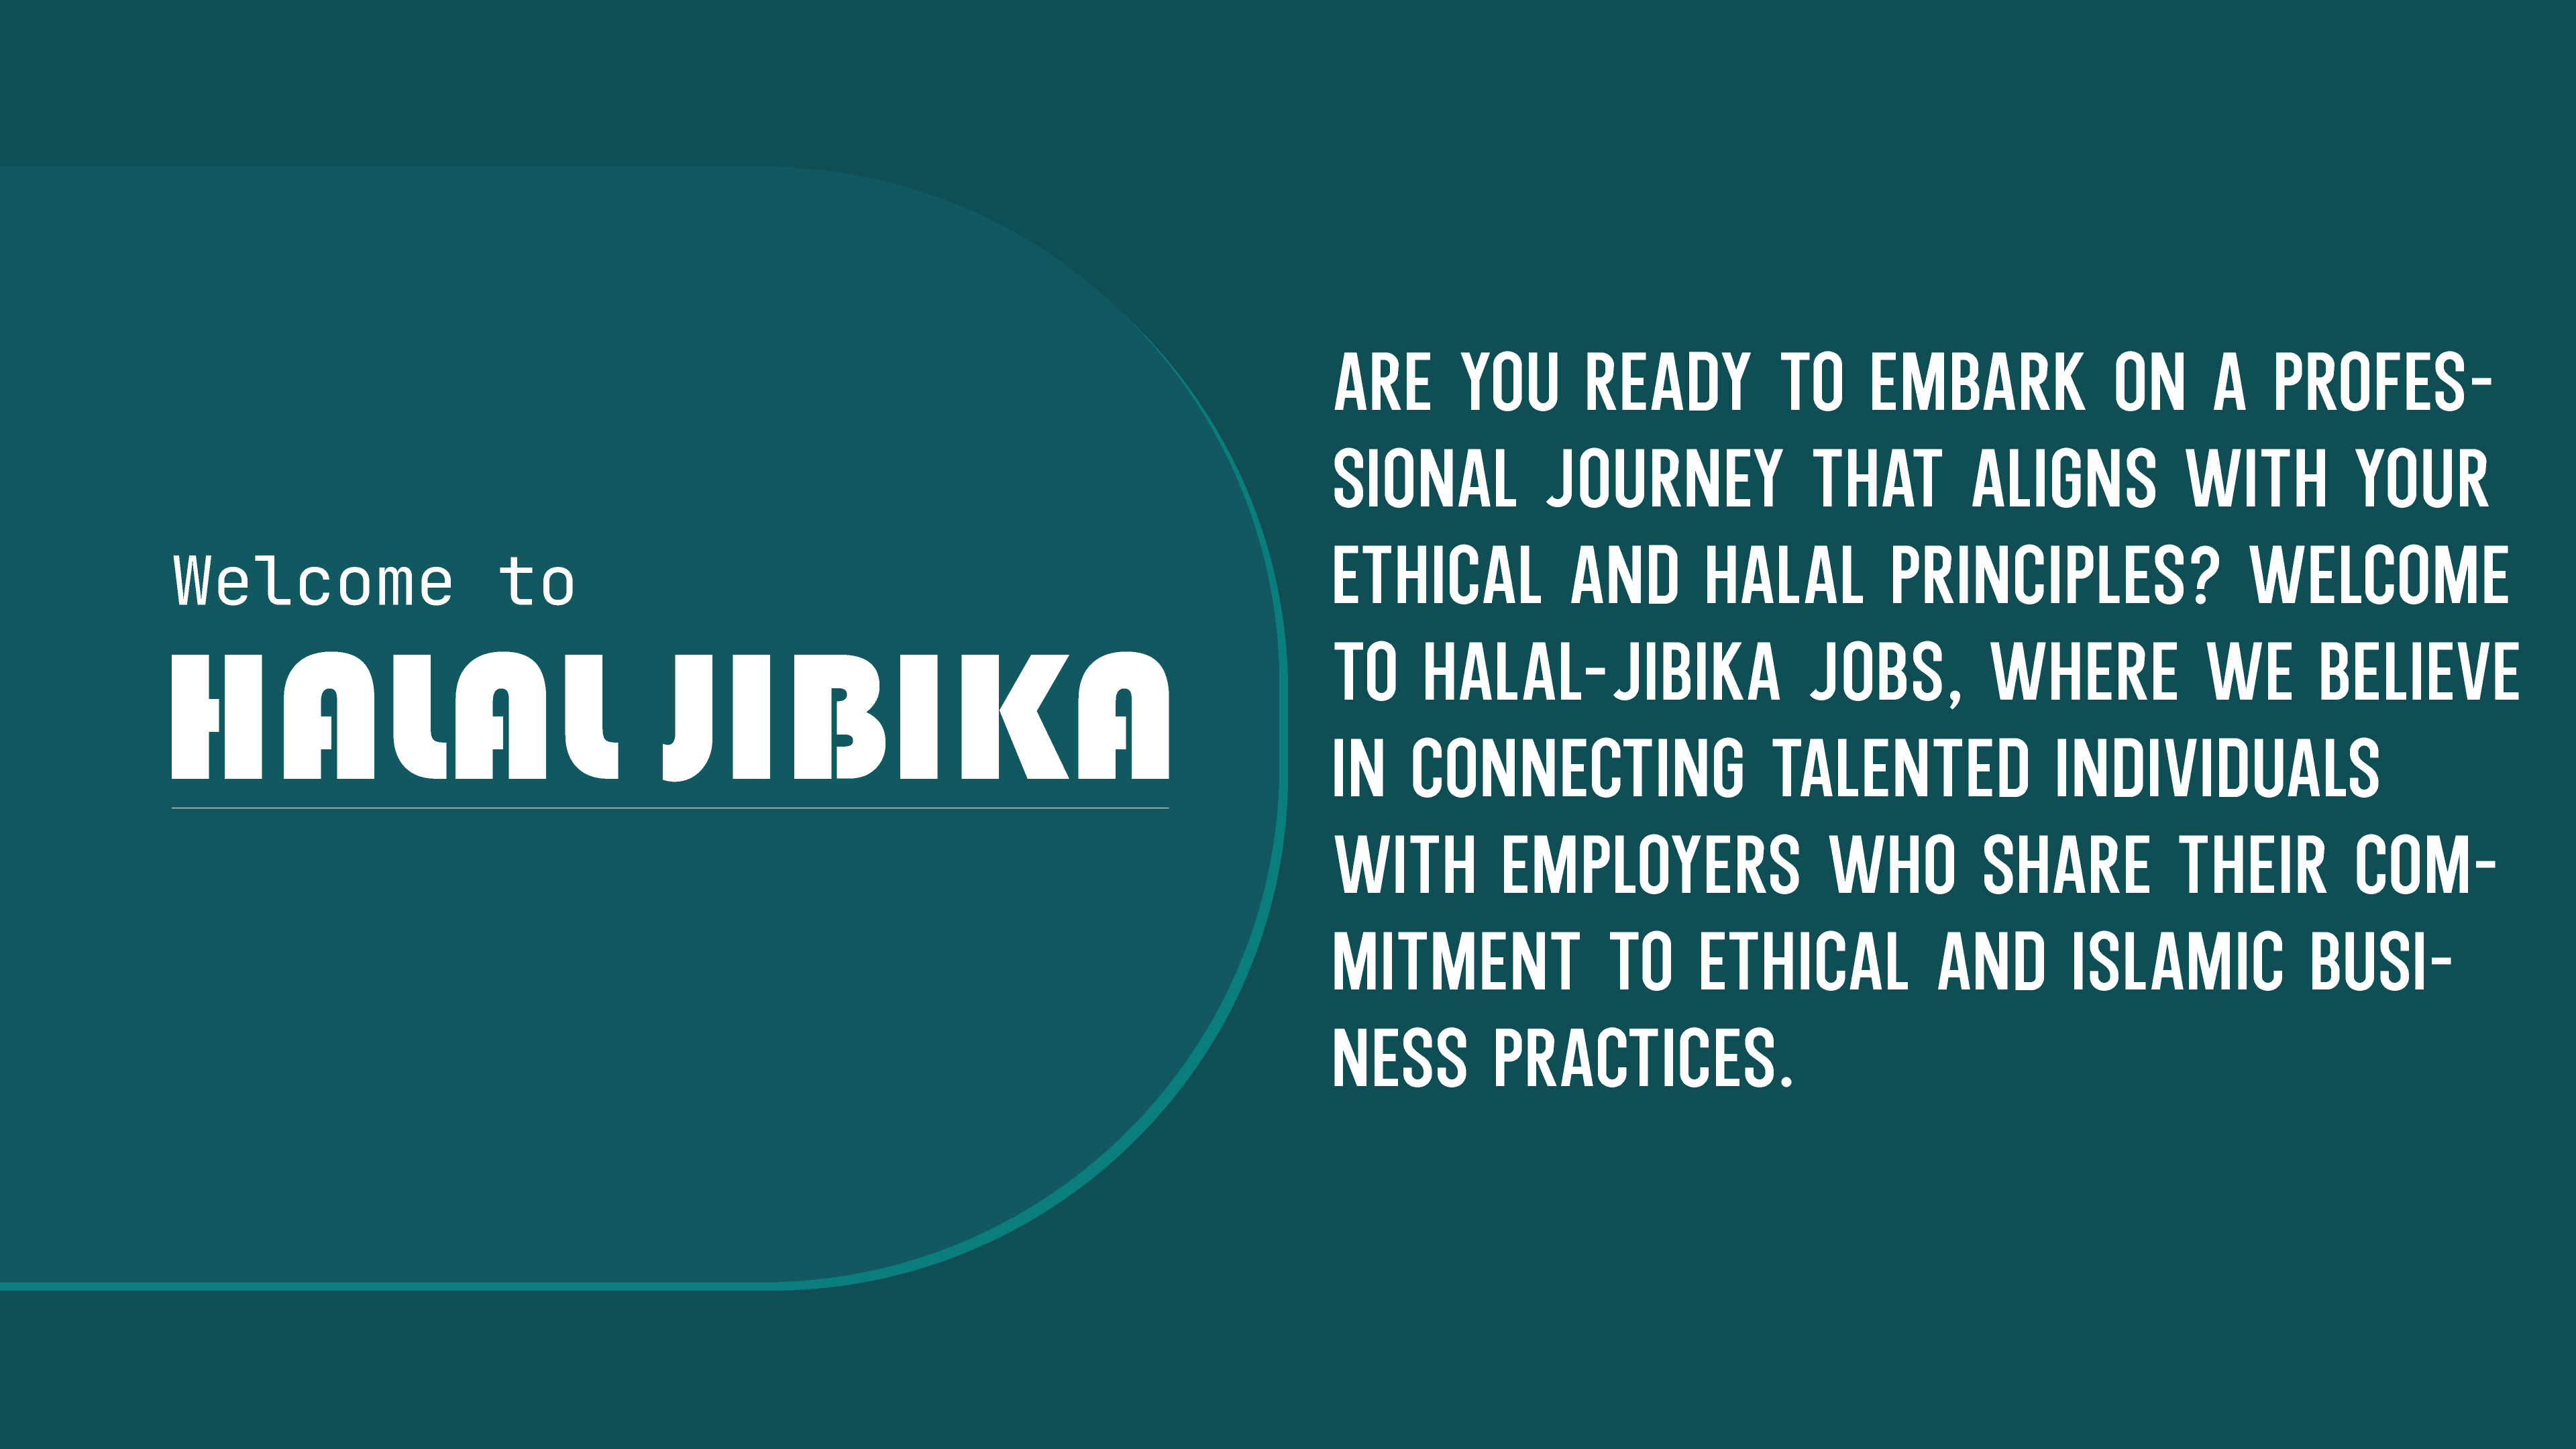 Welcome to
HALAL JIBIKA
ARE YOU READY TO EMBARK ON A PROFES-
SIONAL JOURNEY THAT ALIGNS WITH YOUR
ETHICAL AND HALAL PRINCIPLES? WELCOME
TO HALAL-JIBIKA JOBS, WHERE WE BELIEVE
IN CONNECTING TALENTED INDIVIDUALS
WITH EMPLOYERS WHO SHARE THEIR COM-
MITMENT TO ETHICAL AND ISLAMIC BUSI-
NESS PRACTICES.